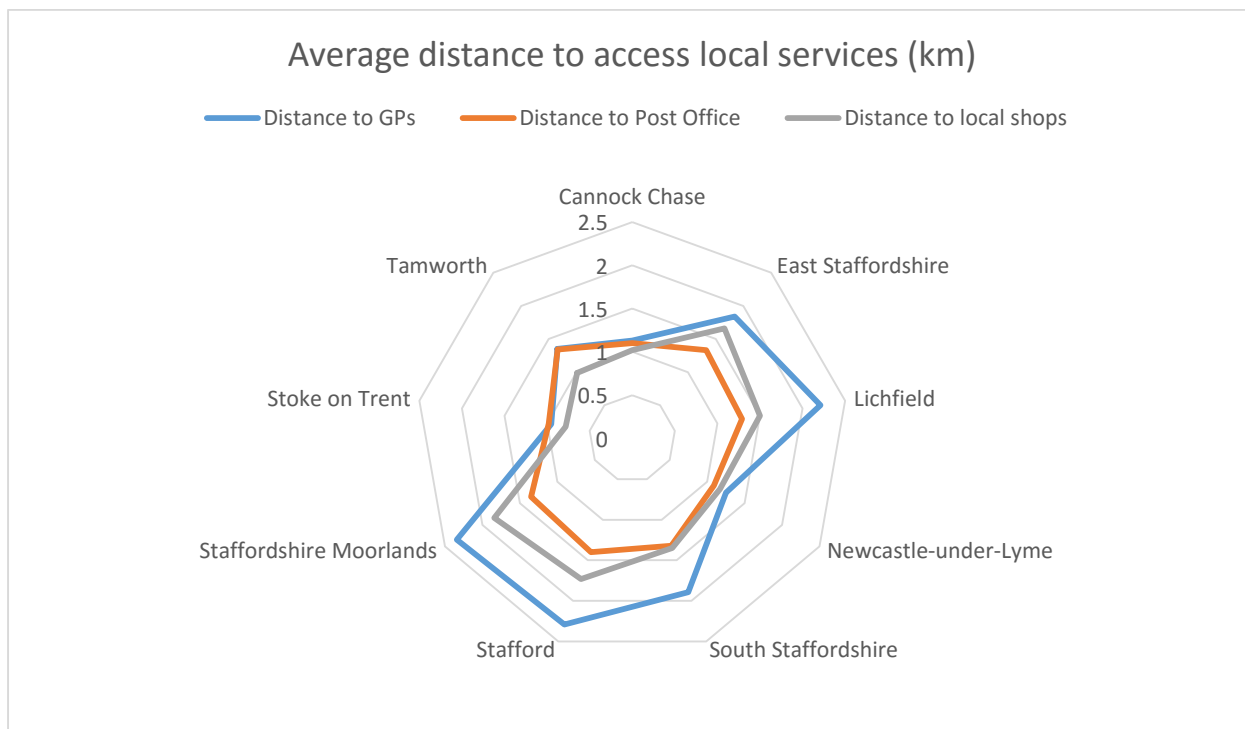 Average distance to access local services (km)
Distance to GPs Distance to Post Office Distance to local shops
Cannock Chase
2.5
Tamworth 2 East Staffordshire
1.5
1
Stoke on Trent 0.5 Lichfield
0
Staffordshire Moorlands Newcastle-under-Lyme
Stafford South Staffordshire